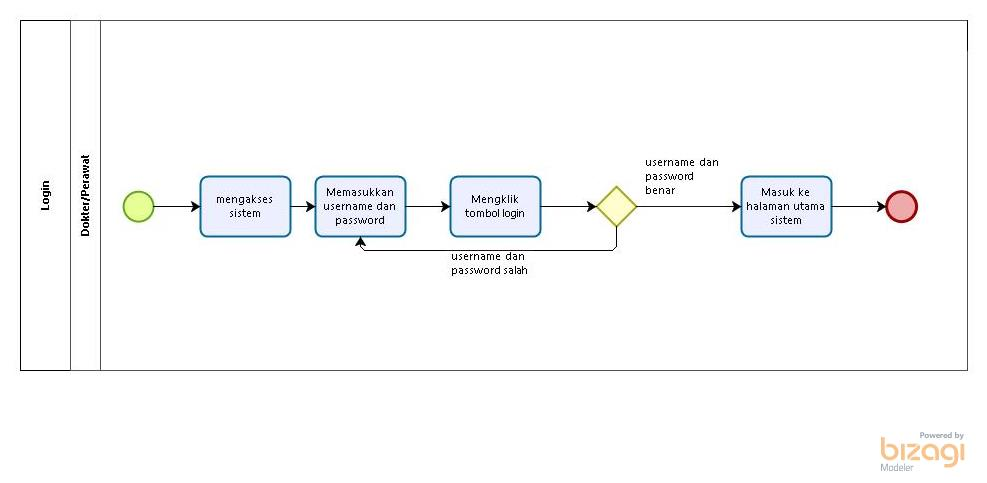 Login
Dokter/Perawat
mengakses
sistem
Memasukkan
username dan
password
Mengklik
tombol login
username dan
password
benar
Masuk ke
halaman utama
sistem
username dan
password salah
Powered by
bizagi
Modeler